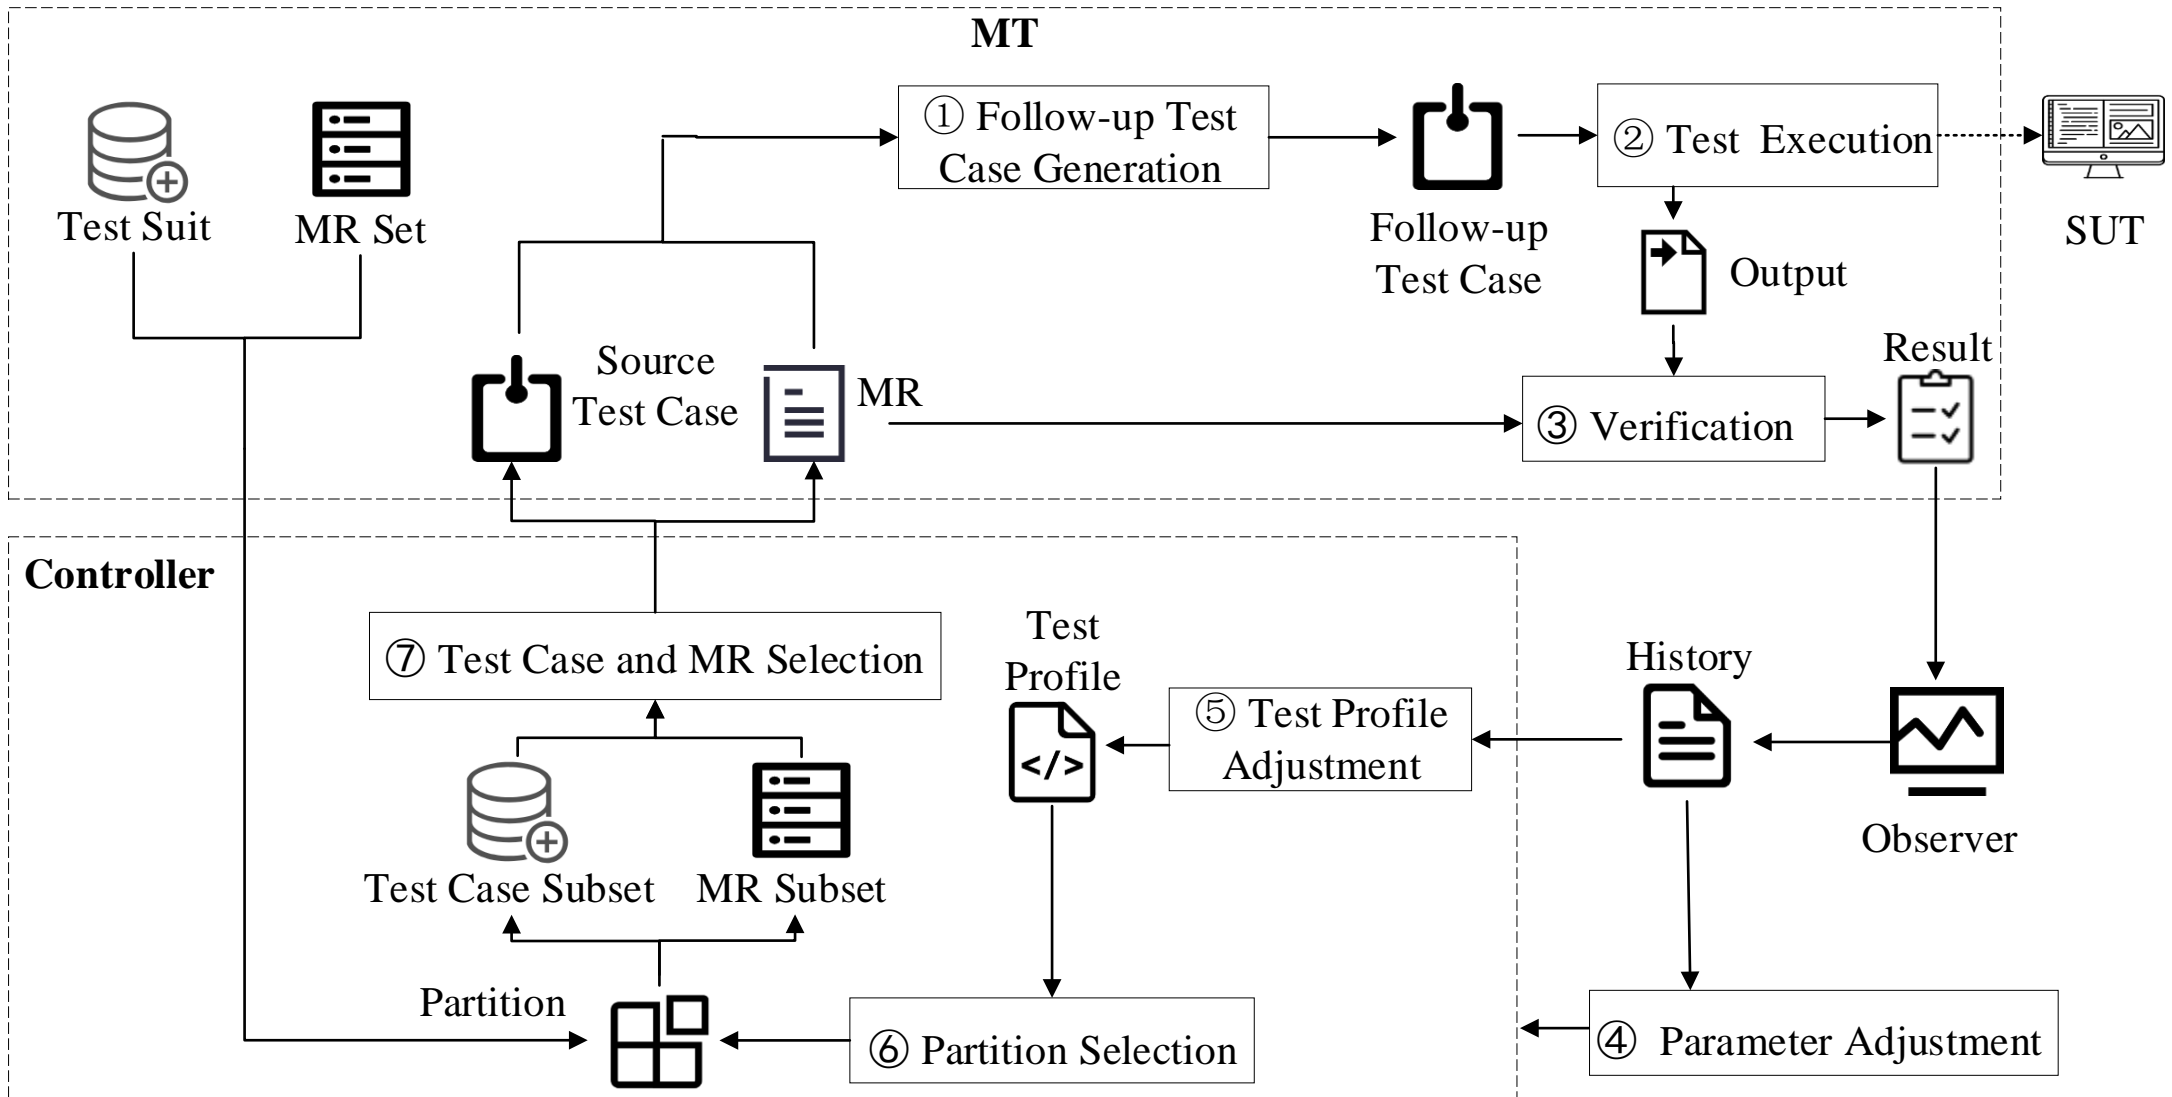 MT
① Follow-up Test
Case Generation
② Test Execution
Test Suit
MR Set
Follow-up
Test Case
SUT
Output
Source
Test Case
MR
Result
③ Verification
Controller
⑦ Test Case and MR Selection
Test
Profile
History
⑤ Test Profile
Adjustment
Observer
Test Case Subset
MR Subset
Partition
⑥ Partition Selection
④ Parameter Adjustment